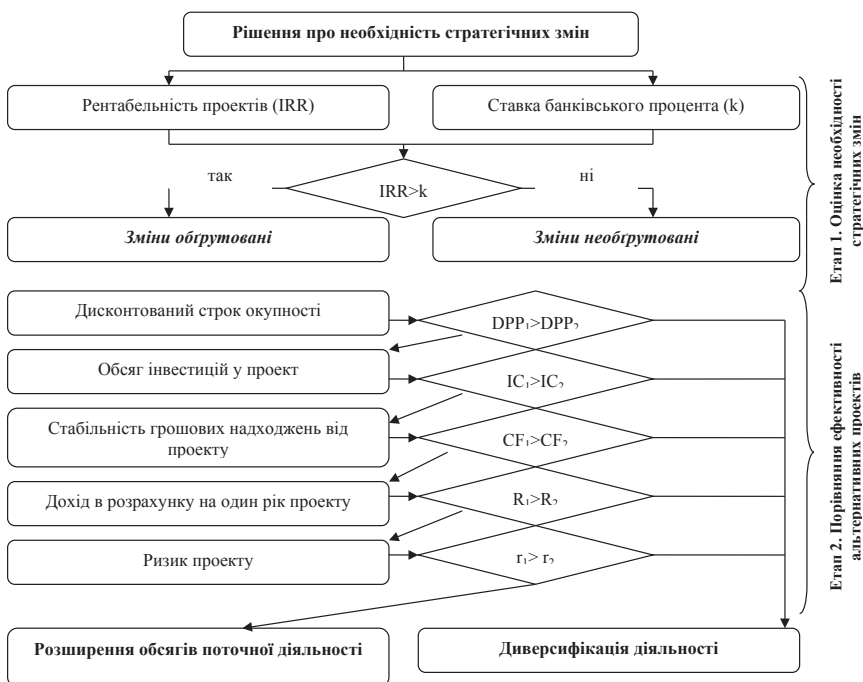 Рішення про необхідність стратегічних змін
Рентабельність проектів (IRR)
Ставка банківського процента (k)
так
IRR>k
ні
Зміни обґрутовані
Зміни необґрутовані
Етап 1. Оцінка необхідності
стратегічних змін
Дисконтований строк окупності
DPP₁>DPP₂
Обсяг інвестицій у проект
IC₁>IC₂
Стабільність грошових надходжень від
проекту
CF₁>CF₂
Дохід в розрахунку на один рік проекту
R₁>R₂
Ризик проекту
r₁> r₂
Етап 2. Порівняння ефективності
альтернативних проектів
Розширення обсягів поточної діяльності
Диверсифікація діяльності